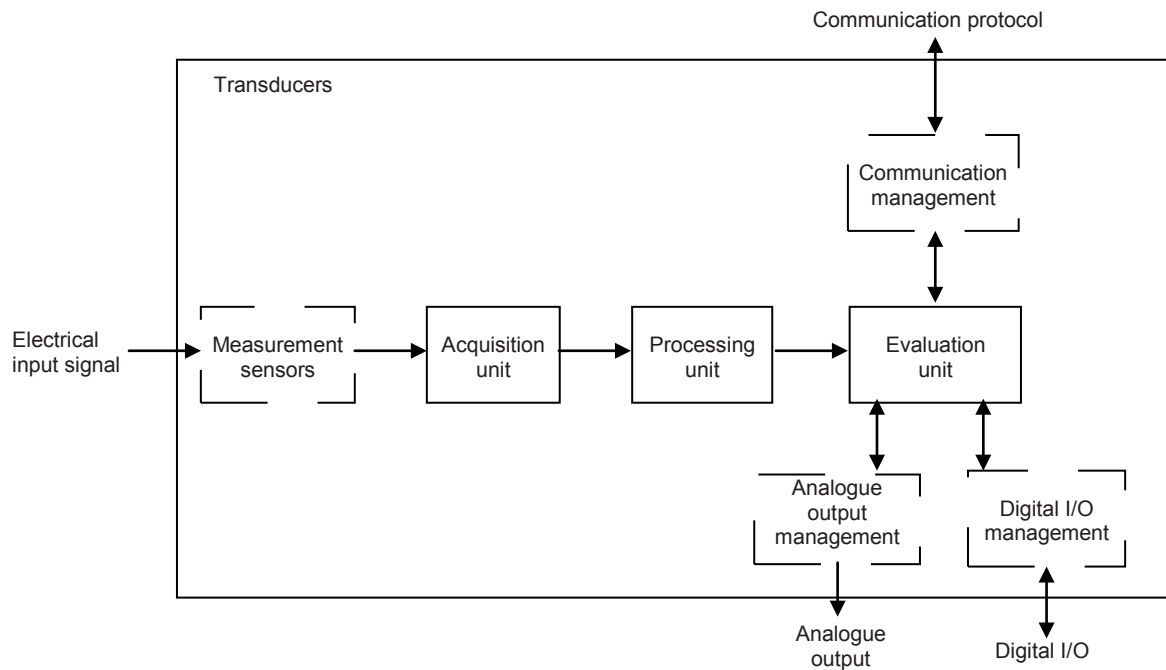 Communication protocol
Transducers
Communication
management
Electrical
input signal
Measurement
sensors
Acquisition
unit
Processing
unit
Evaluation
unit
Analogue
output
management
Digital I/O
management
Analogue
output
Digital I/O